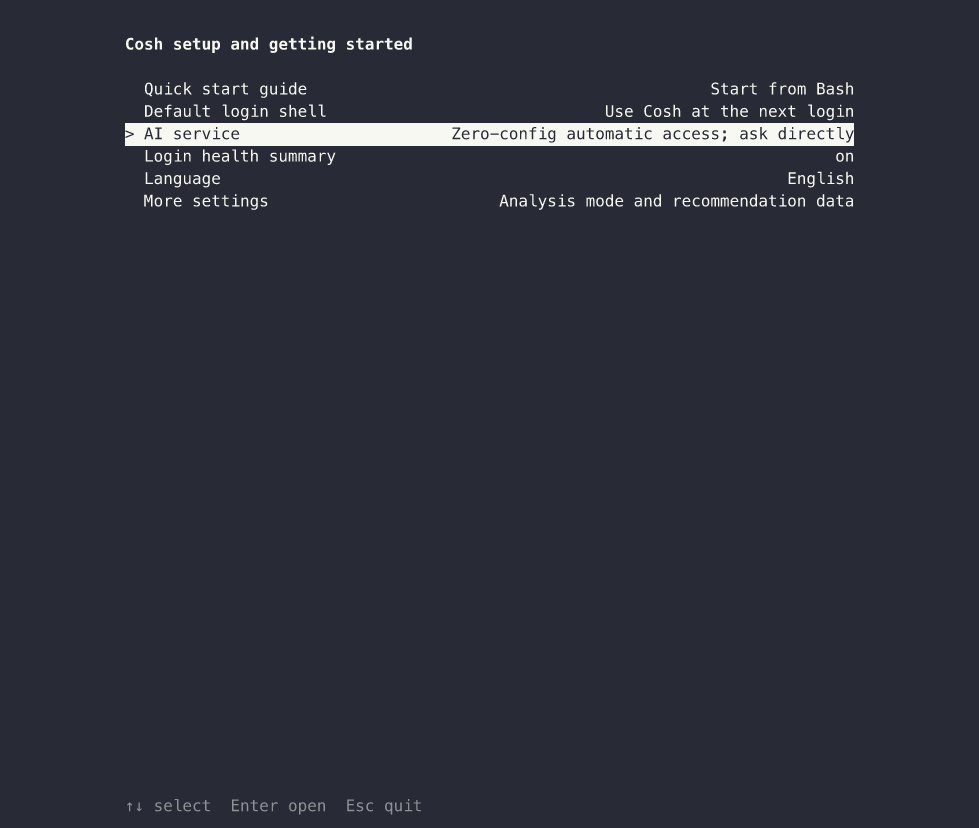 Cosh setup and getting started
Quick start guide Start from Bash
Default login shell Use Cosh at the next login
> AI service Zero-config automatic access; ask directly
Login health summary on
Language English
More settings Analysis mode and recommendation data
↑↓ select Enter open Esc quit